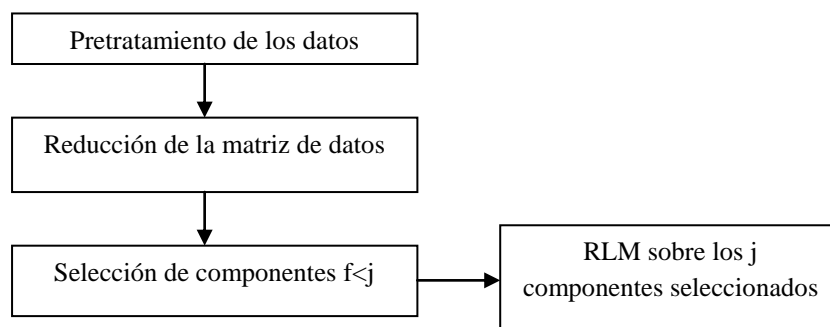 Pretratamiento de los datos
Reducción de la matriz de datos
Selección de componentes f<j
RLM sobre los j
componentes seleccionados